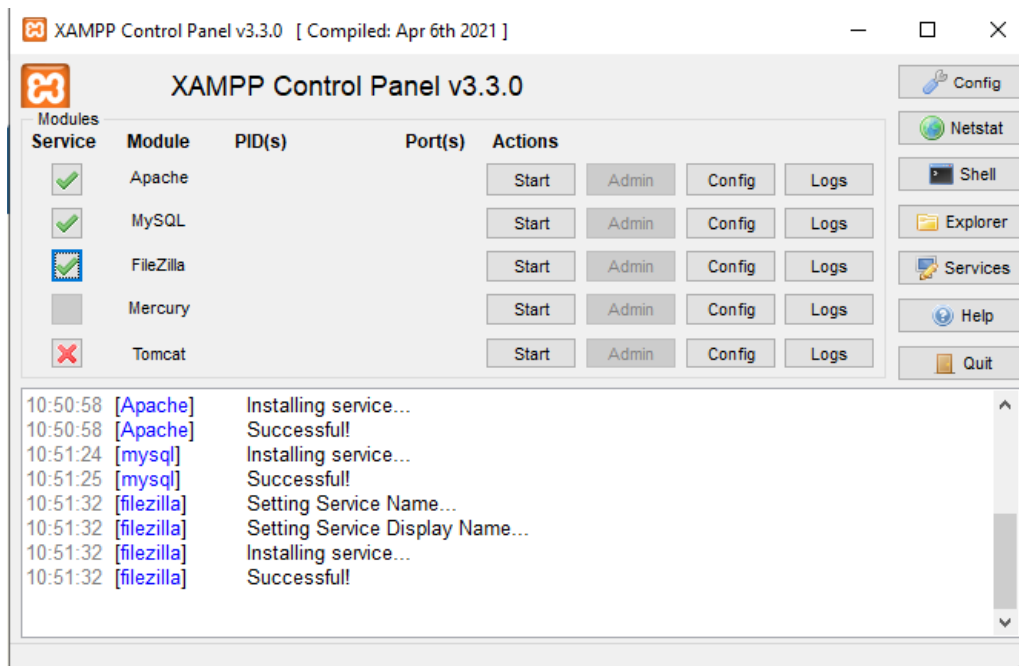 XAMPP Control Panel v3.3.0 [ Compiled: Apr 6th 2021 ]
XAMPP Control Panel v3.3.0
Config
Modules
Netstat
Service Module PID(s) Port(s) Actions
Apache Start Admin Config Logs
Shell
MySQL Start Admin Config Logs
Explorer
FileZilla Start Admin Config Logs
Services
Mercury Start Admin Config Logs
Help
Tomcat Start Admin Config Logs
Quit
10:50:58 [Apache] Installing service...
10:50:58 [Apache] Successful!
10:51:24 [mysql] Installing service...
10:51:25 [mysql] Successful!
10:51:32 [filezilla] Setting Service Name...
10:51:32 [filezilla] Setting Service Display Name...
10:51:32 [filezilla] Installing service...
10:51:32 [filezilla] Successful!